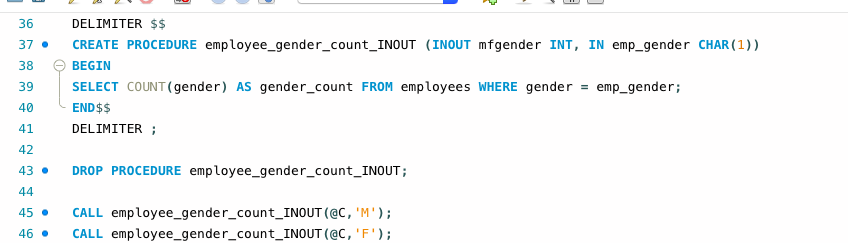 36 DELIMITER $$
37 CREATE PROCEDURE employee_gender_count_INOUT (INOUT mfgender INT, IN emp_gender CHAR(1))
38 BEGIN
39 SELECT COUNT(gender) AS gender_count FROM employees WHERE gender = emp_gender;
40 END$$
41 DELIMITER ;
42
43 DROP PROCEDURE employee_gender_count_INOUT;
44
45 CALL employee_gender_count_INOUT(@C,'M');
46 CALL employee_gender_count_INOUT(@C,'F');